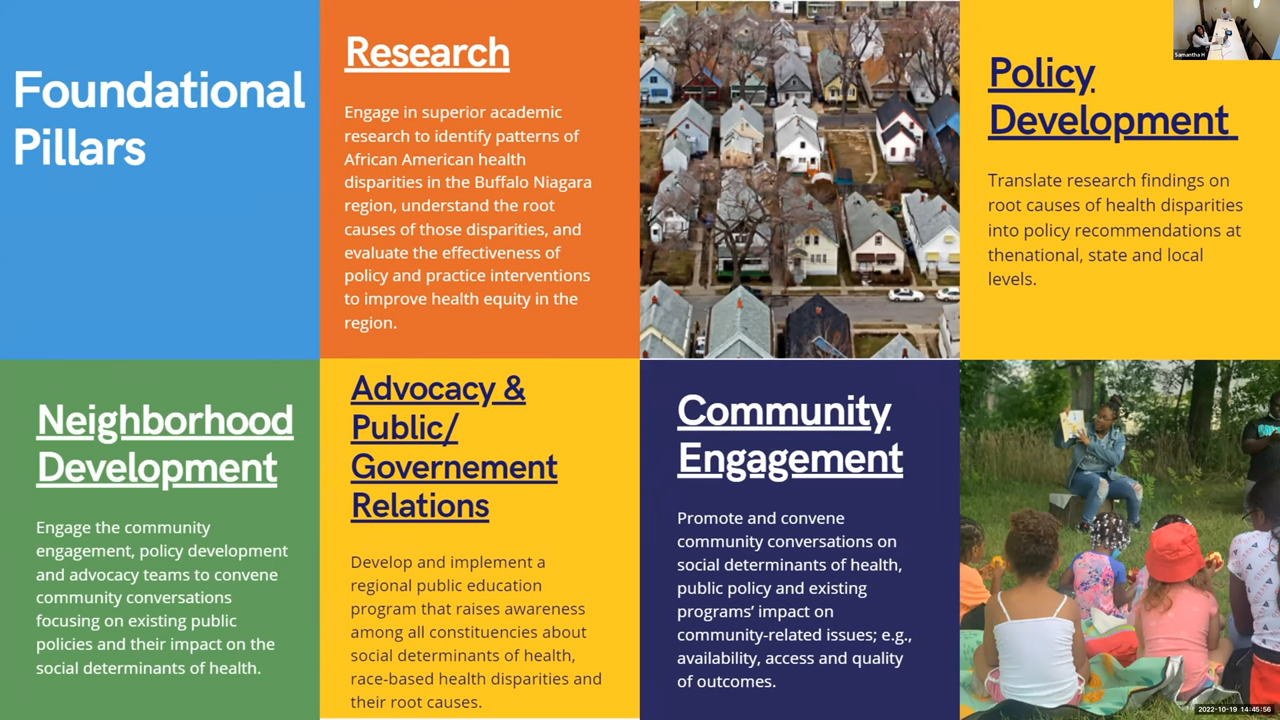 Foundational
Pillars
Research
Engage in superior academic
research to identify patterns of
African American health
disparities in the Buffalo Niagara
region, understand the root
causes of those disparities, and
evaluate the effectiveness of
policy and practice interventions
to improve health equity in the
region.
Policy
Development
Translate research findings on
root causes of health disparities
into policy recommendations at
thenational, state and local
levels.
Samantha H
Neighborhood
Development
Engage the community
engagement, policy development
and advocacy teams to convene
community conversations
focusing on existing public
policies and their impact on the
social determinants of health.
Advocacy &
Public/
Governement
Relations
Develop and implement a
regional public education
program that raises awareness
among all constituencies about
social determinants of health,
race-based health disparities and
their root causes.
Community
Engagement
Promote and convene
community conversations on
social determinants of health,
public policy and existing
programs’ impact on
community-related issues; e.g.,
availability, access and quality
of outcomes.
2022-10-19 14:45:56